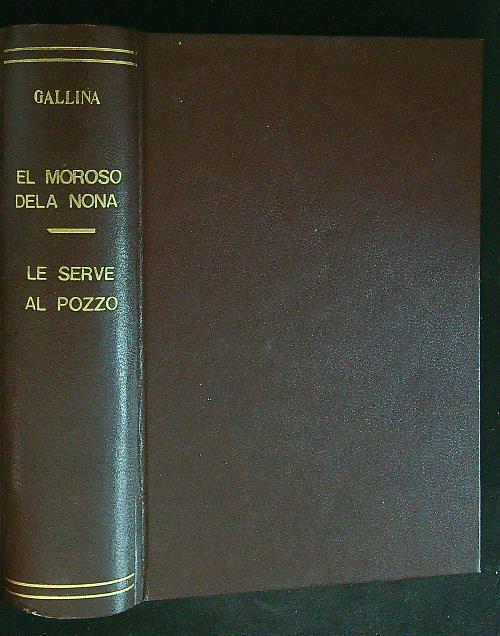 GALLINA
EL MOROSO
DELA NONA
LE SERVE
AL POZZO